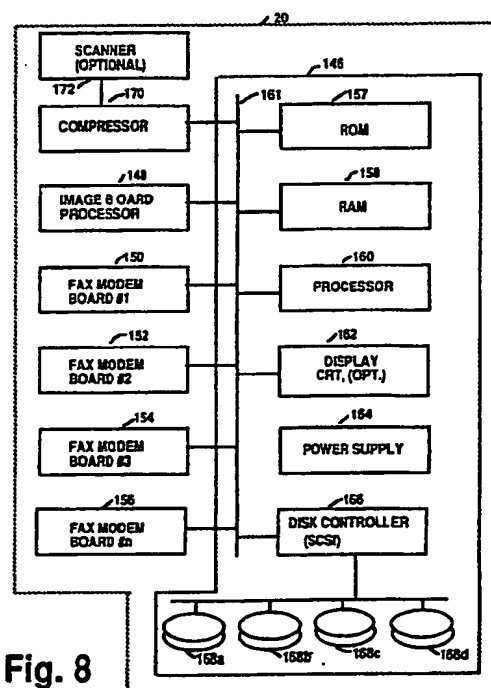 20
SCANNER
(OPTIONAL)
172
170
COMPRESSOR
148
IMAGE B OARD
PROCESSOR
150
FAX MODEM
BOARD #1
152
FAX MODEM
BOARD #2
154
FAX MODEM
BOARD #3
156
FAX MODEM
BOARD #n
146
161
157
ROM
158
RAM
160
PROCESSOR
162
DISPLAY
CRT, (OPT.)
164
POWER SUPPLY
166
DISK CONTROLLER
(SCSI)
168a
168b
168c
168d
Fig. 8